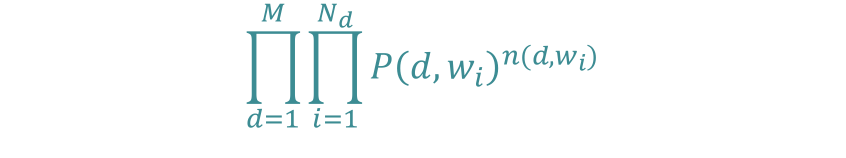 ∏_{d=1}^{M} ∏_{i=1}^{N_d} P(d, w_i)^{n(d,w_i)}